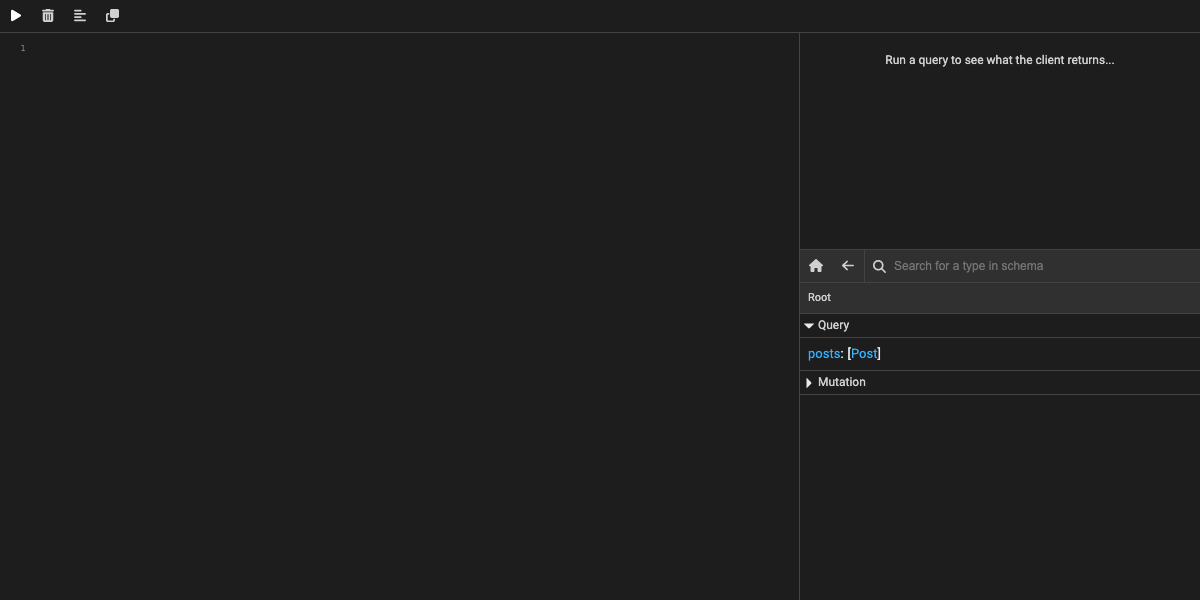 1
Run a query to see what the client returns...
Search for a type in schema
Root
Query
posts: [Post]
Mutation